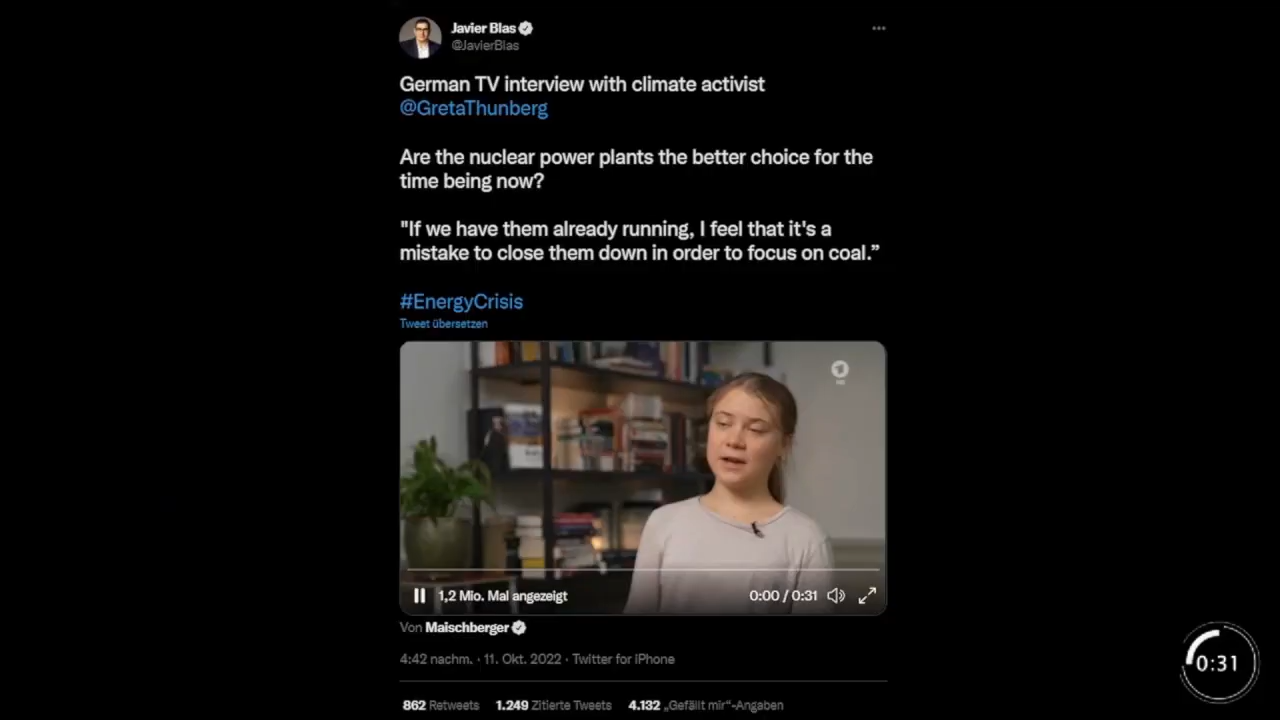 Javier Blas
@JavierBlas
German TV interview with climate activist
@GretaThunberg
Are the nuclear power plants the better choice for the
time being now?
"If we have them already running, I feel that it's a
mistake to close them down in order to focus on coal.”
#EnergyCrisis
Tweet übersetzen
1,2 Mio. Mal angezeigt
0:00 / 0:31
Von Maischberger
4:42 nachm. · 11. Okt. 2022 · Twitter for iPhone
862 Retweets 1.249 Zitierte Tweets 4.132 „Gefällt mir“-Angaben
0:31